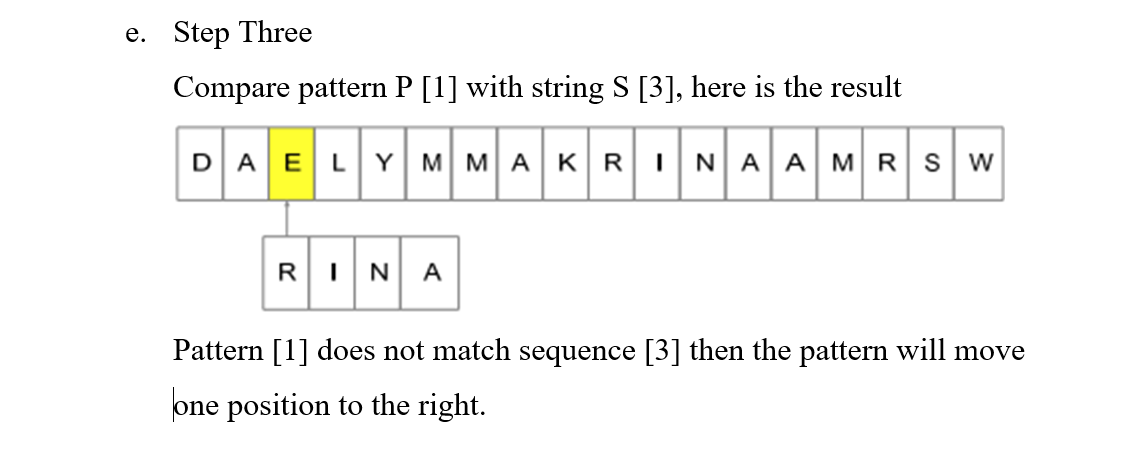 e. Step Three
Compare pattern P [1] with string S [3], here is the result
D A E L Y M M A K R I N A A M R S W
R I N A
Pattern [1] does not match sequence [3] then the pattern will move
one position to the right.